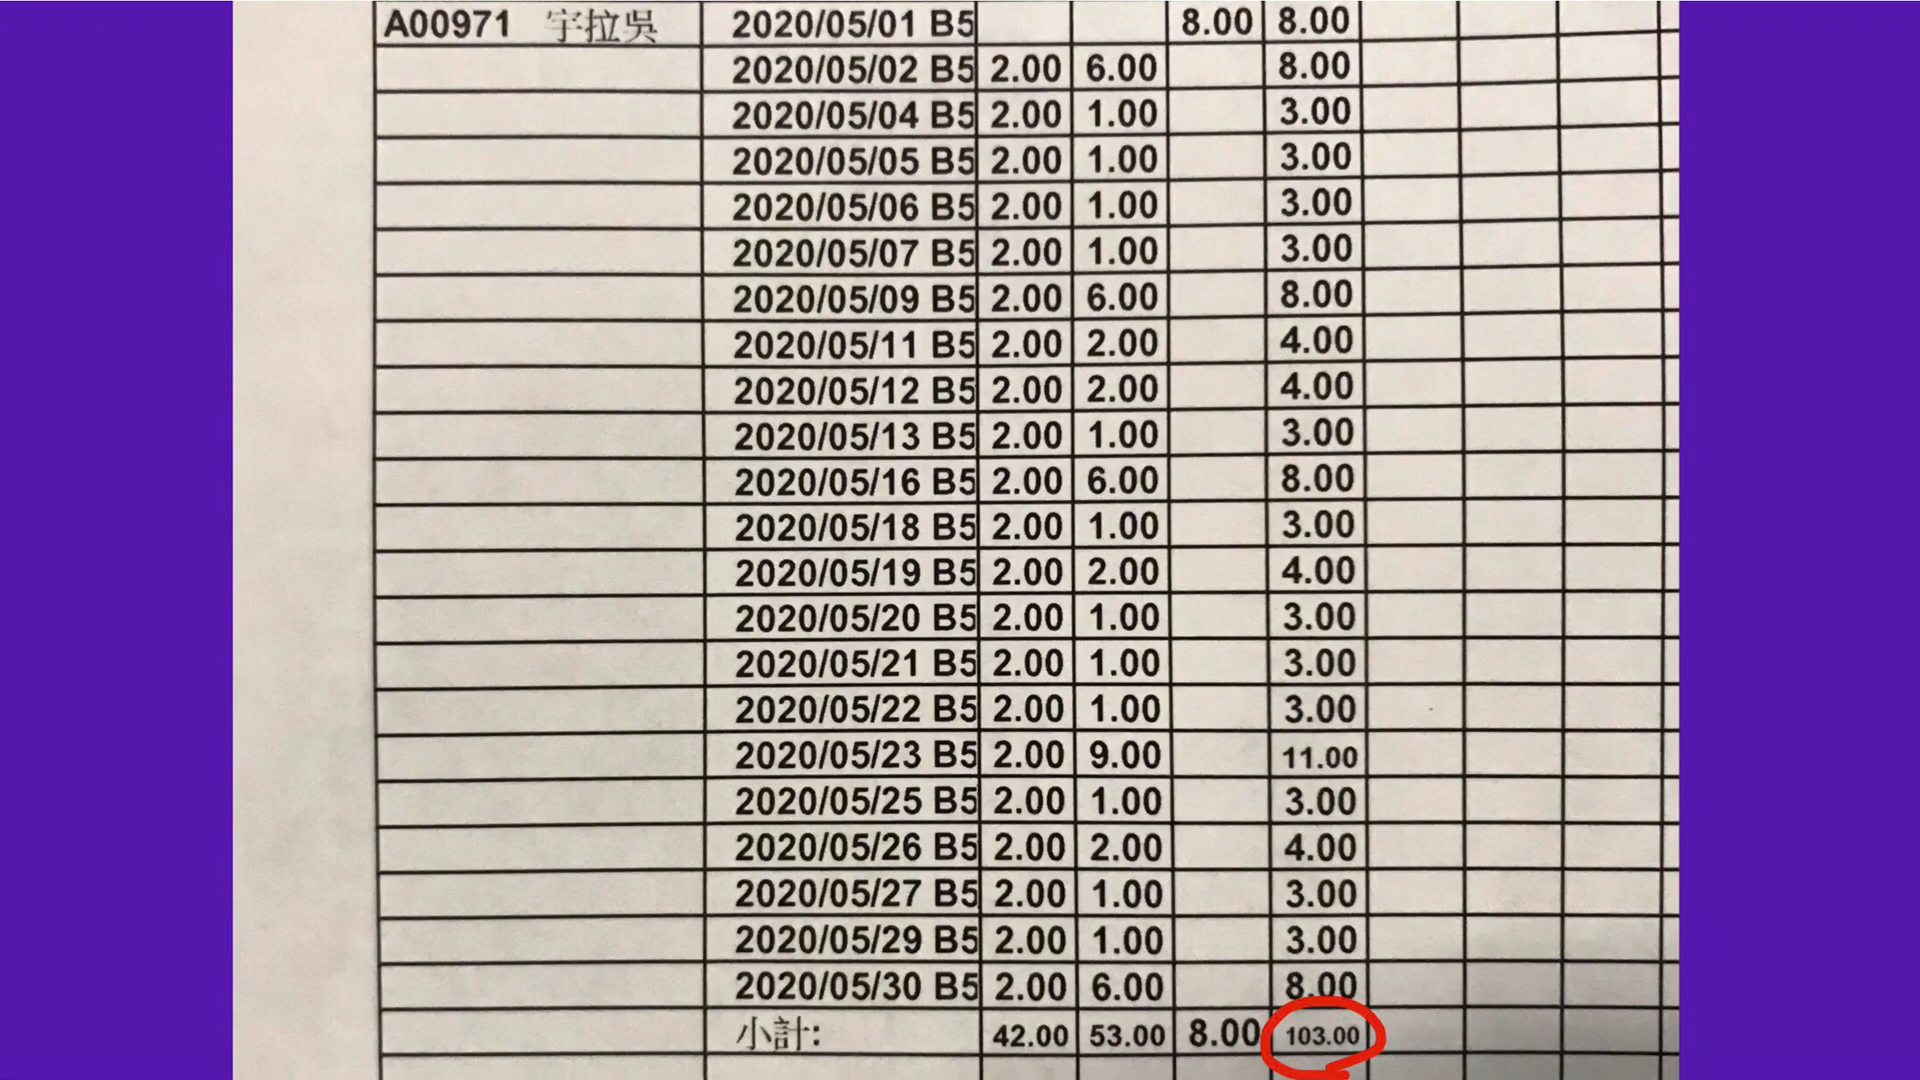 A00971 宇拉吳 2020/05/01 B5 8.00 8.00
2020/05/02 B5 2.00 6.00 8.00
2020/05/04 B5 2.00 1.00 3.00
2020/05/05 B5 2.00 1.00 3.00
2020/05/06 B5 2.00 1.00 3.00
2020/05/07 B5 2.00 1.00 3.00
2020/05/09 B5 2.00 6.00 8.00
2020/05/11 B5 2.00 2.00 4.00
2020/05/12 B5 2.00 2.00 4.00
2020/05/13 B5 2.00 1.00 3.00
2020/05/16 B5 2.00 6.00 8.00
2020/05/18 B5 2.00 1.00 3.00
2020/05/19 B5 2.00 2.00 4.00
2020/05/20 B5 2.00 1.00 3.00
2020/05/21 B5 2.00 1.00 3.00
2020/05/22 B5 2.00 1.00 3.00
2020/05/23 B5 2.00 9.00 11.00
2020/05/25 B5 2.00 1.00 3.00
2020/05/26 B5 2.00 2.00 4.00
2020/05/27 B5 2.00 1.00 3.00
2020/05/29 B5 2.00 1.00 3.00
2020/05/30 B5 2.00 6.00 8.00
小計: 42.00 53.00 8.00 103.00